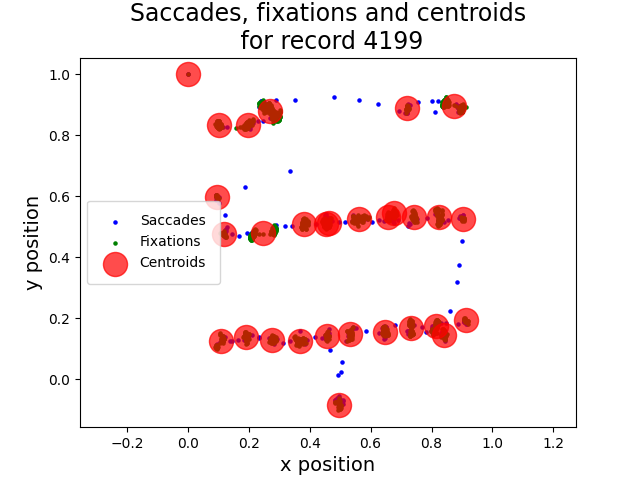 Saccades, fixations and centroids
for record 4199
y position
1.0
0.8
0.6
0.4
0.2
0.0
Saccades
Fixations
Centroids
−0.2
0.0
0.2
0.4
0.6
0.8
1.0
1.2
x position